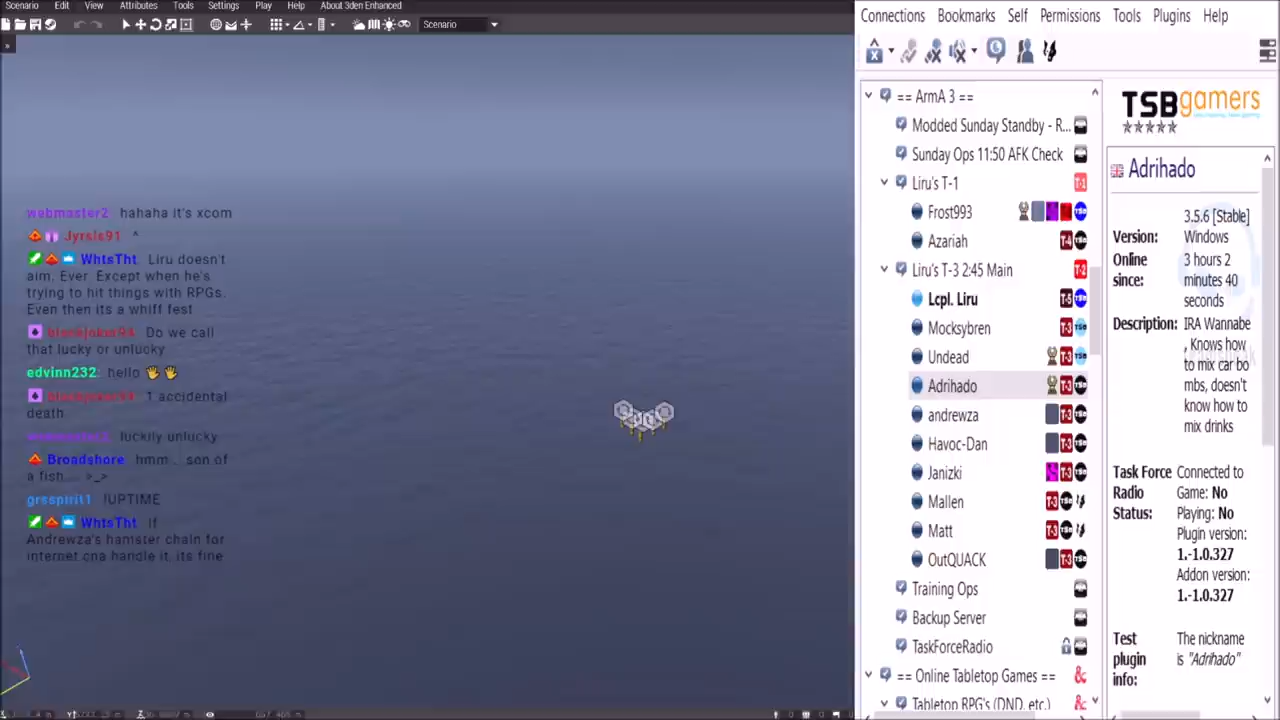 Scenario Edit View Attributes Tools Settings Play Help About 3den Enhanced
Scenario
»
webmaster2 hahaha it's xcom
Jyrsls91 ^
WhtsTht Liru doesn't
aim. Ever. Except when he's
trying to hit things with RPGs.
Even then its a whiff fest
Do we call
that lucky or unlucky
edvinn232: hello
1 accidental
death
luckily unlucky
Broadshore hmm... son of
a fish.... >_>
grsspirit1 !UPTIME
WhtsTht If
Andrewza's hamster chain for
internet cna handle it, its fine
Connections Bookmarks Self Permissions Tools Plugins Help
== ArmA 3 ==
Modded Sunday Standby - R...
Sunday Ops 11:50 AFK Check
Liru's T-1
Frost993
Azariah
Liru's T-3 2:45 Main
Lcpl. Liru
Mocksybren
Undead
Adrihado
andrewza
Havoc-Dan
Janizki
Mallen
Matt
OutQUACK
Training Ops
Backup Server
TaskForceRadio
== Online Tabletop Games ==
Tabletop RPG's (DND, etc.)
TSBgamers
Adrihado
Version: 3.5.6 [Stable]
Windows
Online since: 3 hours 2
minutes 40
seconds
Description: IRA Wannabe
, Knows how
to mix car bo
mbs, doesn't
know how to
mix drinks
Task Force Radio Status: Connected to
Game: No
Playing: No
Plugin version:
1.-1.0.327
Addon version:
1.-1.0.327
Test plugin info: The nickname
is "Adrihado"